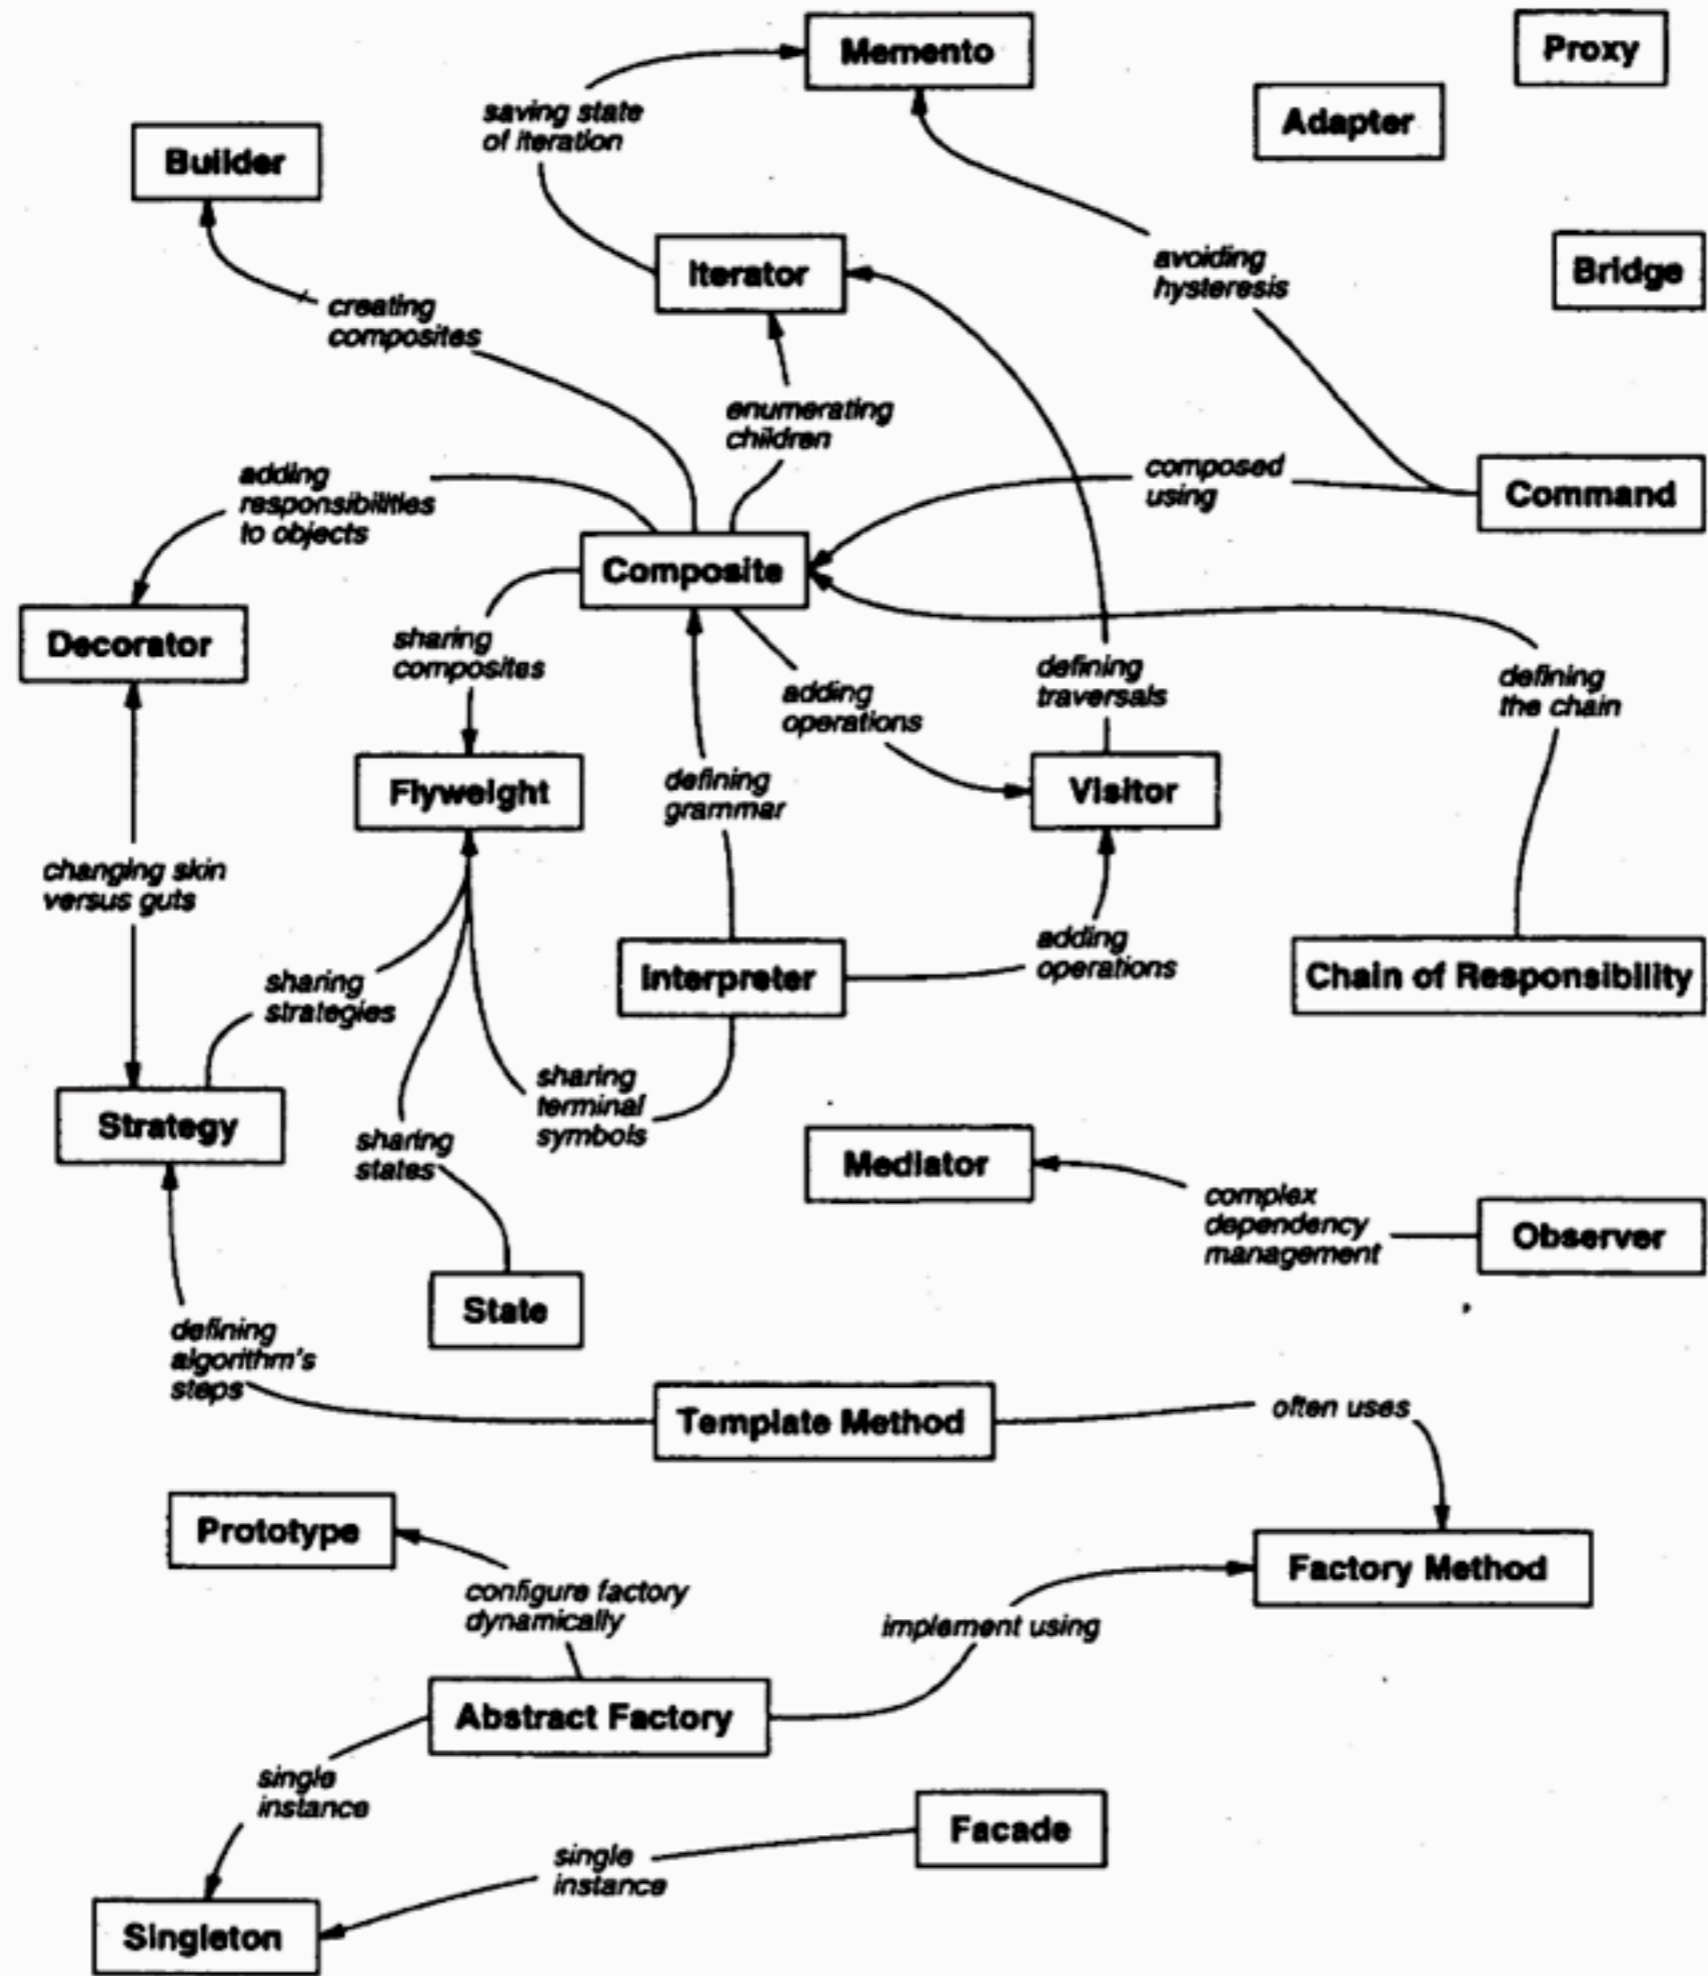 Memento
Proxy
Adapter
saving state
of iteration
Builder
Iterator
avoiding
hysteresis
Bridge
creating
composites
enumerating
children
adding
responsibilities
to objects
composed
using
Command
Composite
Decorator
sharing
composites
adding
operations
defining
traversals
defining
the chain
Flyweight
defining
grammar
Visitor
changing skin
versus guts
sharing
strategies
Interpreter
adding
operations
Chain of Responsibility
Strategy
sharing
terminal
symbols
sharing
states
Mediator
complex
dependency
management
Observer
State
defining
algorithm's
steps
Template Method
often uses
Prototype
configure factory
dynamically
implement using
Factory Method
Abstract Factory
single
instance
Facade
single
instance
Singleton